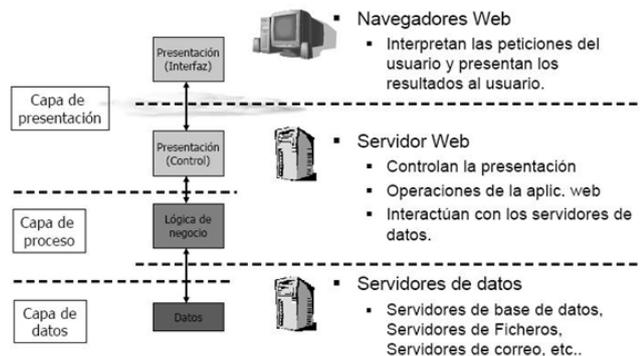 Capa de
presentación
Capa de
proceso
Capa de
datos
Presentación
(Interfaz)
Presentación
(Control)
Lógica de
negocio
Datos
▪ Navegadores Web
▪ Interpretan las peticiones del
usuario y presentan los
resultados al usuario.
▪ Servidor Web
▪ Controlan la presentación
▪ Operaciones de la aplic. web
▪ Interactúan con los servidores de
datos.
▪ Servidores de datos
▪ Servidores de base de datos,
Servidores de Ficheros,
Servidores de correo, etc..